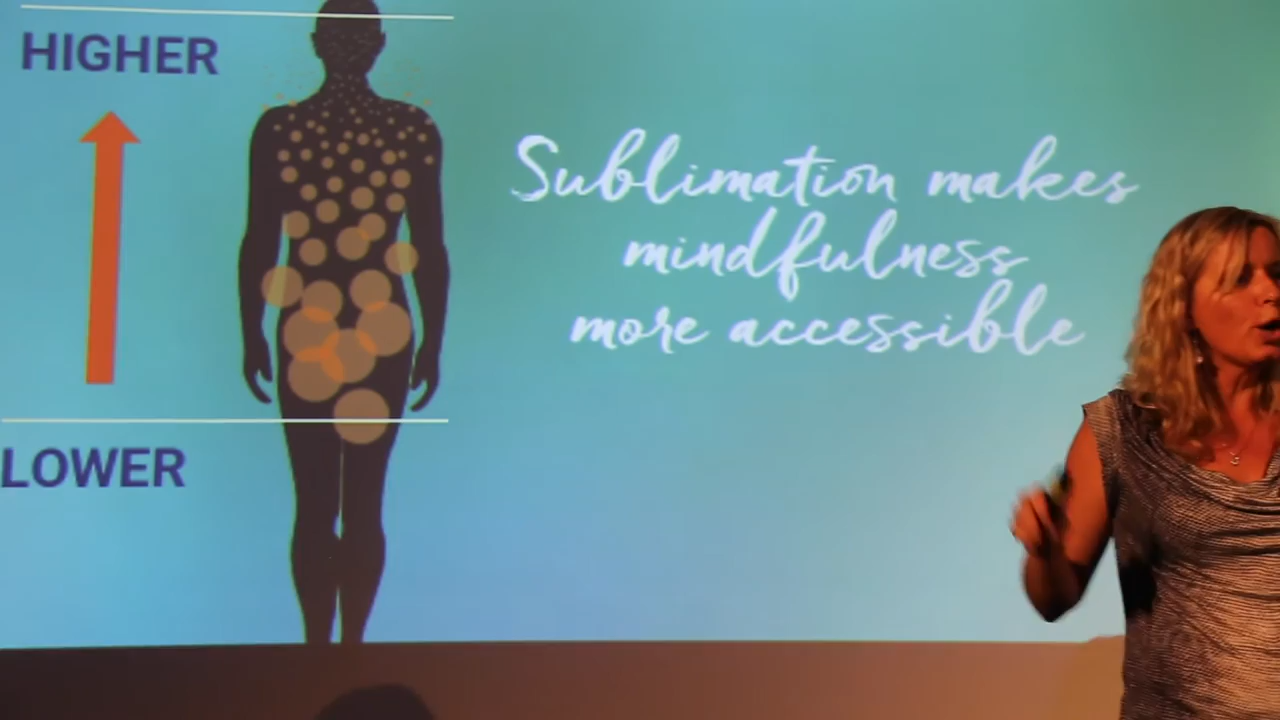 HIGHER
LOWER
Sublimation makes
mindfulness
more accessible